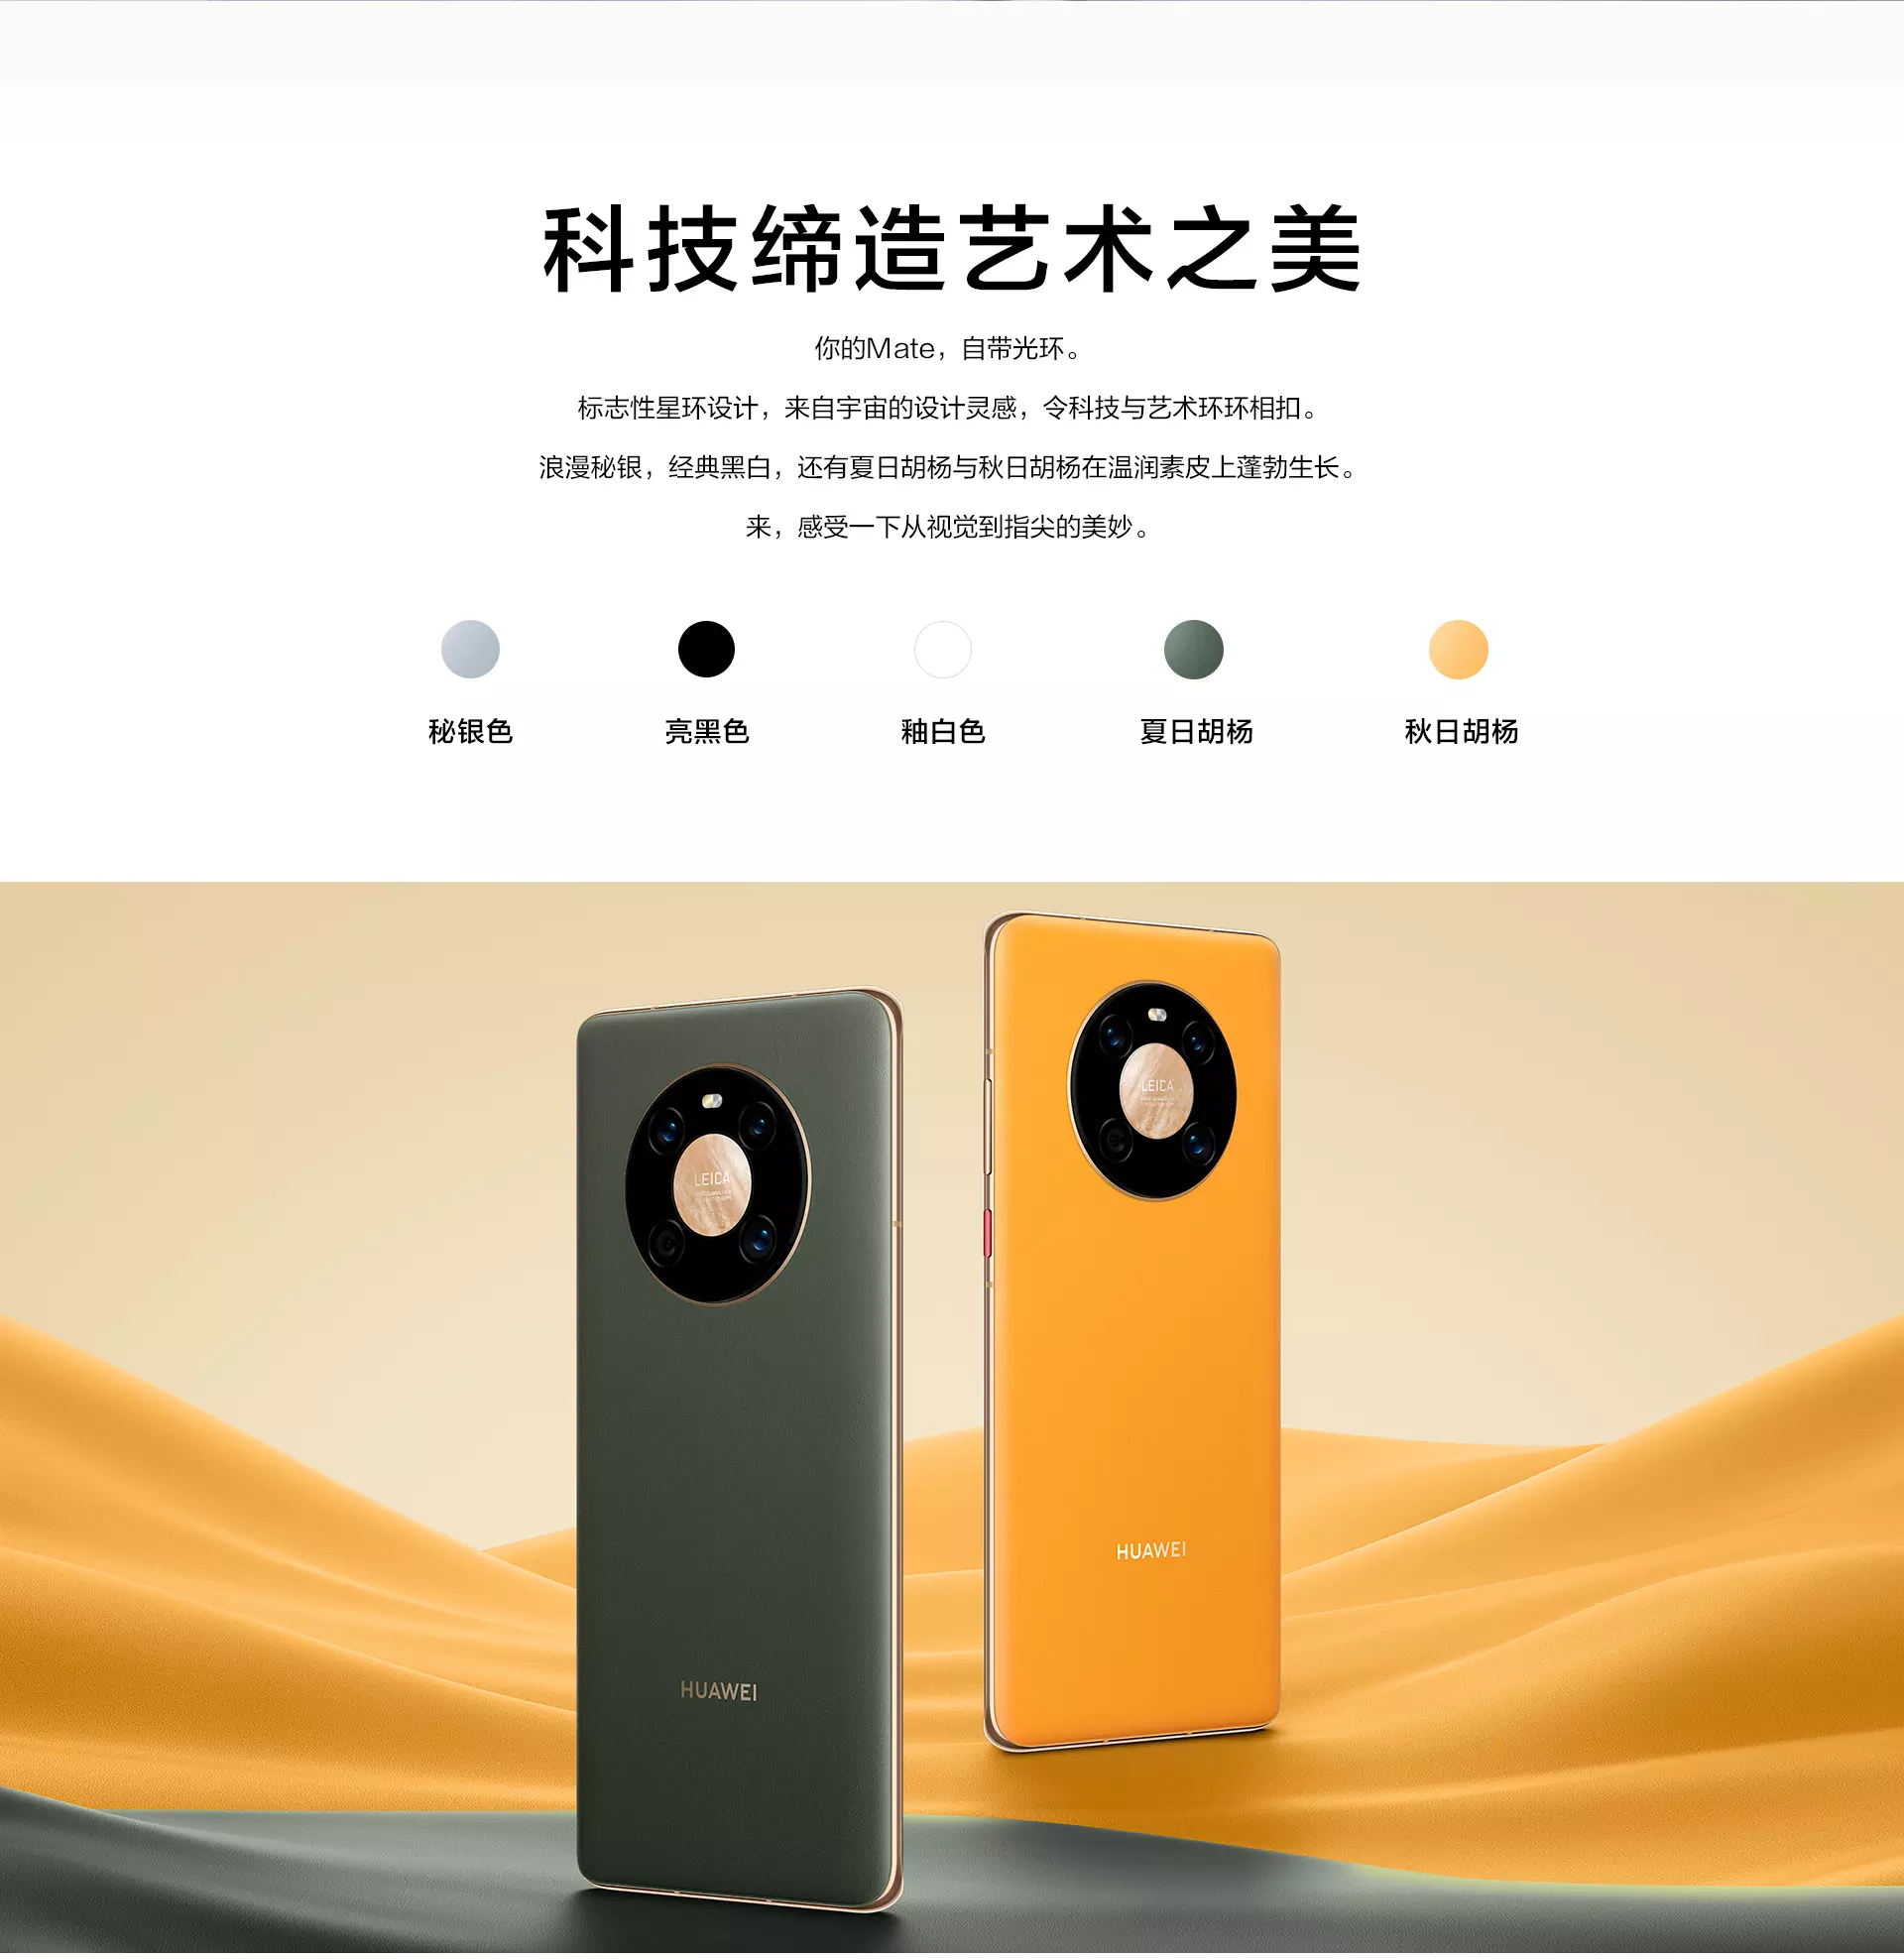 科技缔造艺术之美
你的Mate，自带光环。
标志性星环设计，来自宇宙的设计灵感，令科技与艺术环环相扣。
浪漫秘银，经典黑白，还有夏日胡杨与秋日胡杨在温润素皮上蓬勃生长。
来，感受一下从视觉到指尖的美妙。
秘银色
亮黑色
釉白色
夏日胡杨
秋日胡杨
LEICA
HUAWEI
LEICA
HUAWEI